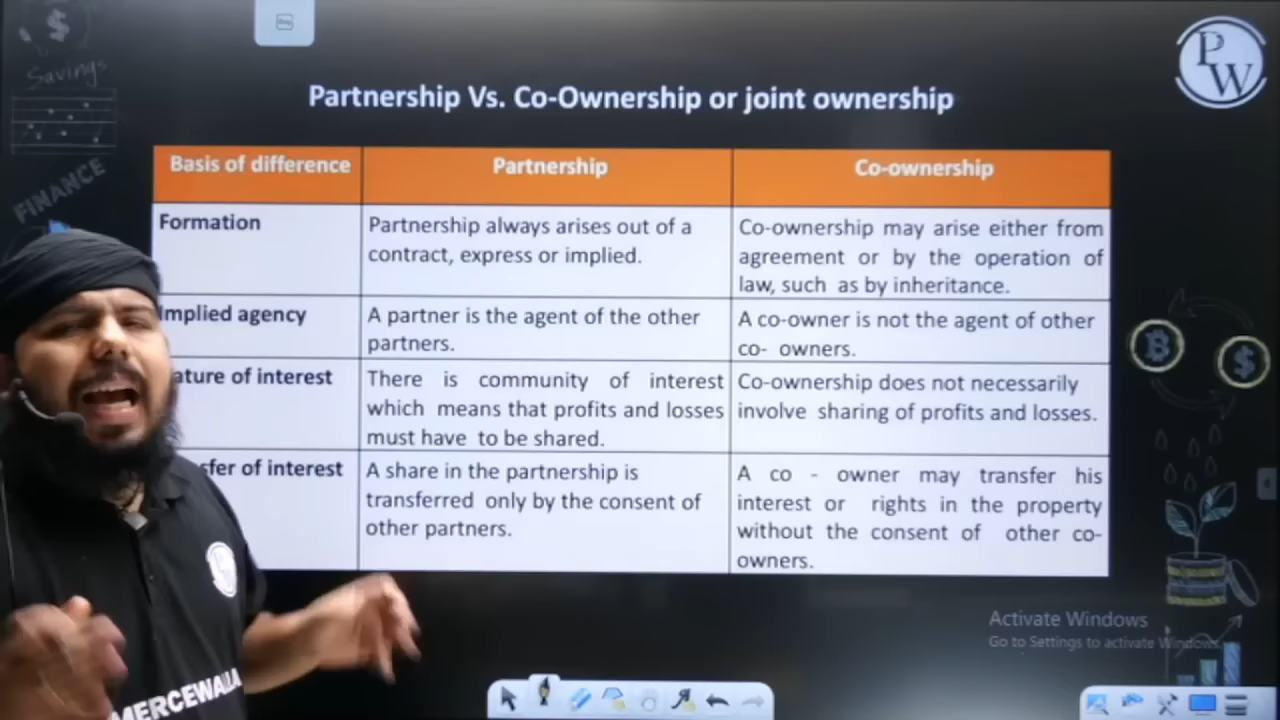 Savings
FINANCE
PW
Partnership Vs. Co-Ownership or joint ownership
Basis of difference
Partnership
Co-ownership
Formation
Partnership always arises out of a
contract, express or implied.
Co-ownership may arise either from
agreement or by the operation of
law, such as by inheritance.
Implied agency
A partner is the agent of the other
partners.
A co-owner is not the agent of other
co- owners.
ature of interest
There is community of interest
which means that profits and losses
must have to be shared.
Co-ownership does not necessarily
involve sharing of profits and losses.
sfer of interest
A share in the partnership is
transferred only by the consent of
other partners.
A co - owner may transfer his
interest or rights in the property
without the consent of other co-
owners.
Activate Windows
Go to Settings to activate Windows.
MERCEWALLA